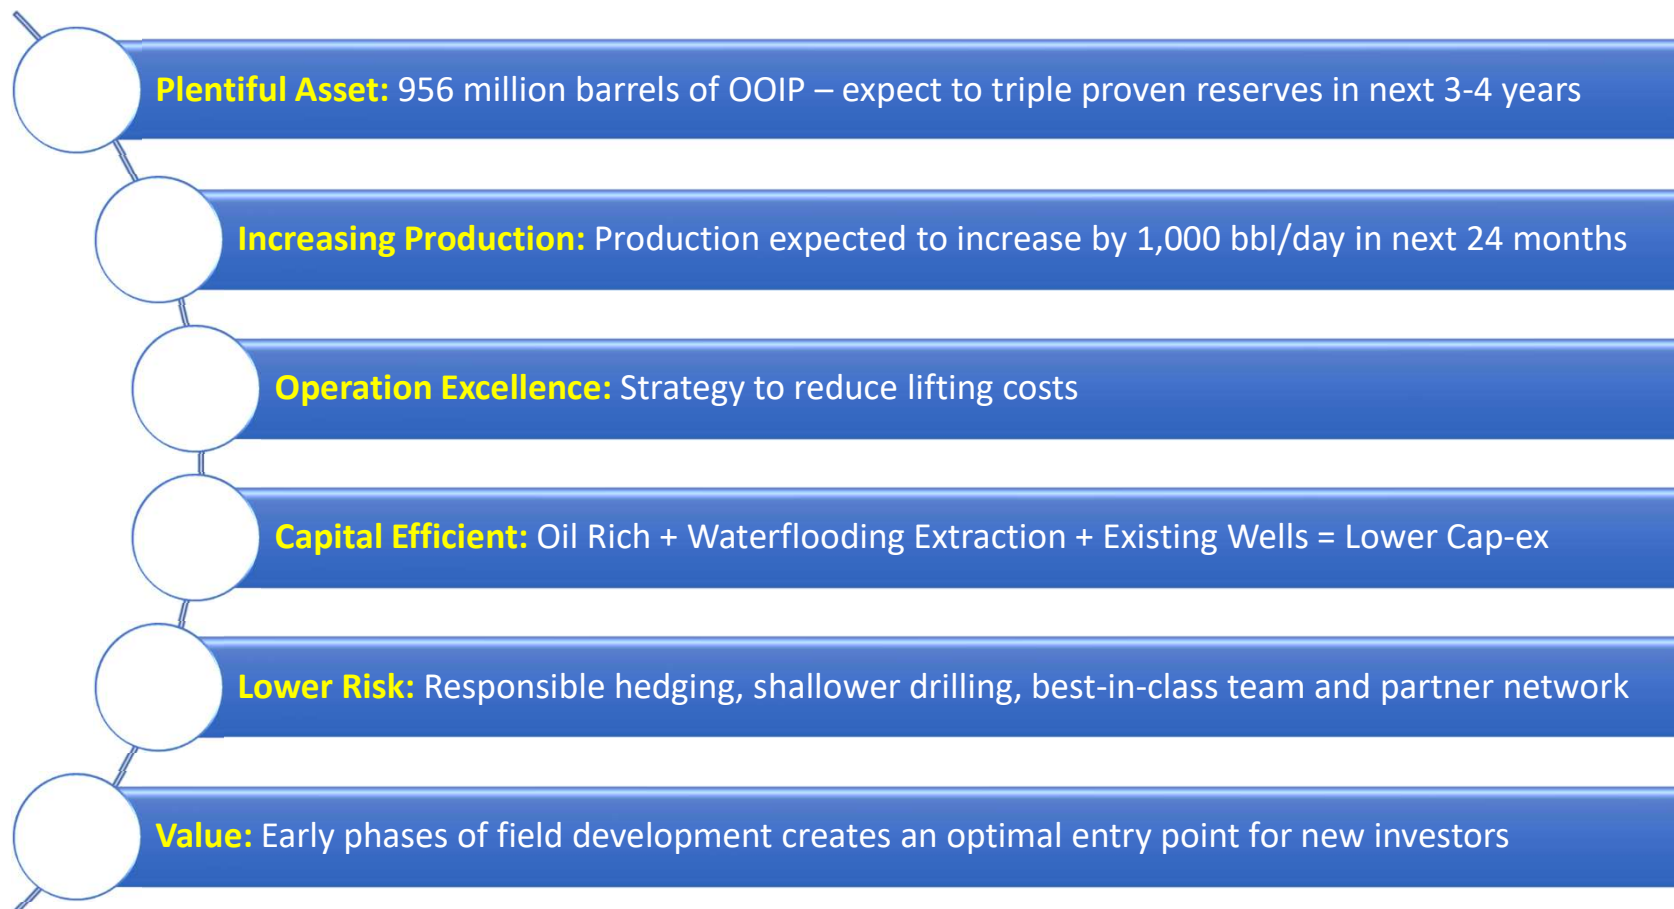 Plentiful Asset: 956 million barrels of OOIP – expect to triple proven reserves in next 3-4 years
Increasing Production: Production expected to increase by 1,000 bbl/day in next 24 months
Operation Excellence: Strategy to reduce lifting costs
Capital Efficient: Oil Rich + Waterflooding Extraction + Existing Wells = Lower Cap-ex
Lower Risk: Responsible hedging, shallower drilling, best-in-class team and partner network
Value: Early phases of field development creates an optimal entry point for new investors